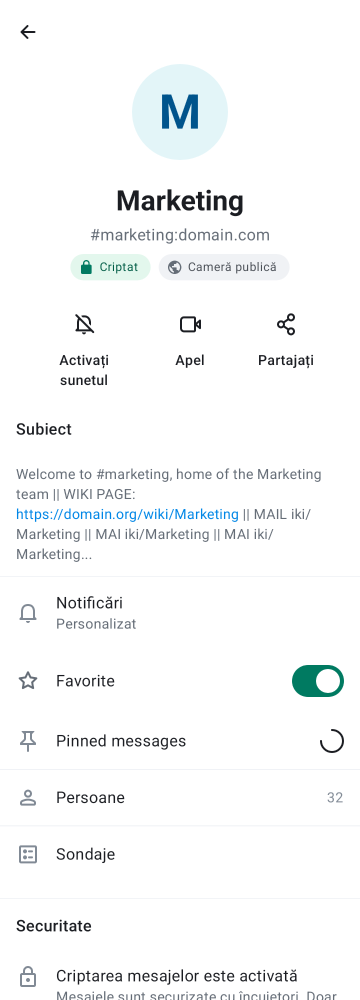 M
Marketing
#marketing:domain.com
Criptat
Cameră publică
Activați
sunetul
Apel
Partajați
Subiect
Welcome to #marketing, home of the Marketing
team || WIKI PAGE:
https://domain.org/wiki/Marketing || MAIL iki/
Marketing || MAI iki/Marketing || MAI iki/
Marketing...
Notificări
Personalizat
Favorite
Pinned messages
Persoane
32
Sondaje
Securitate
Criptarea mesajelor este activată
Mesajele sunt securizate cu încuietori. Doar